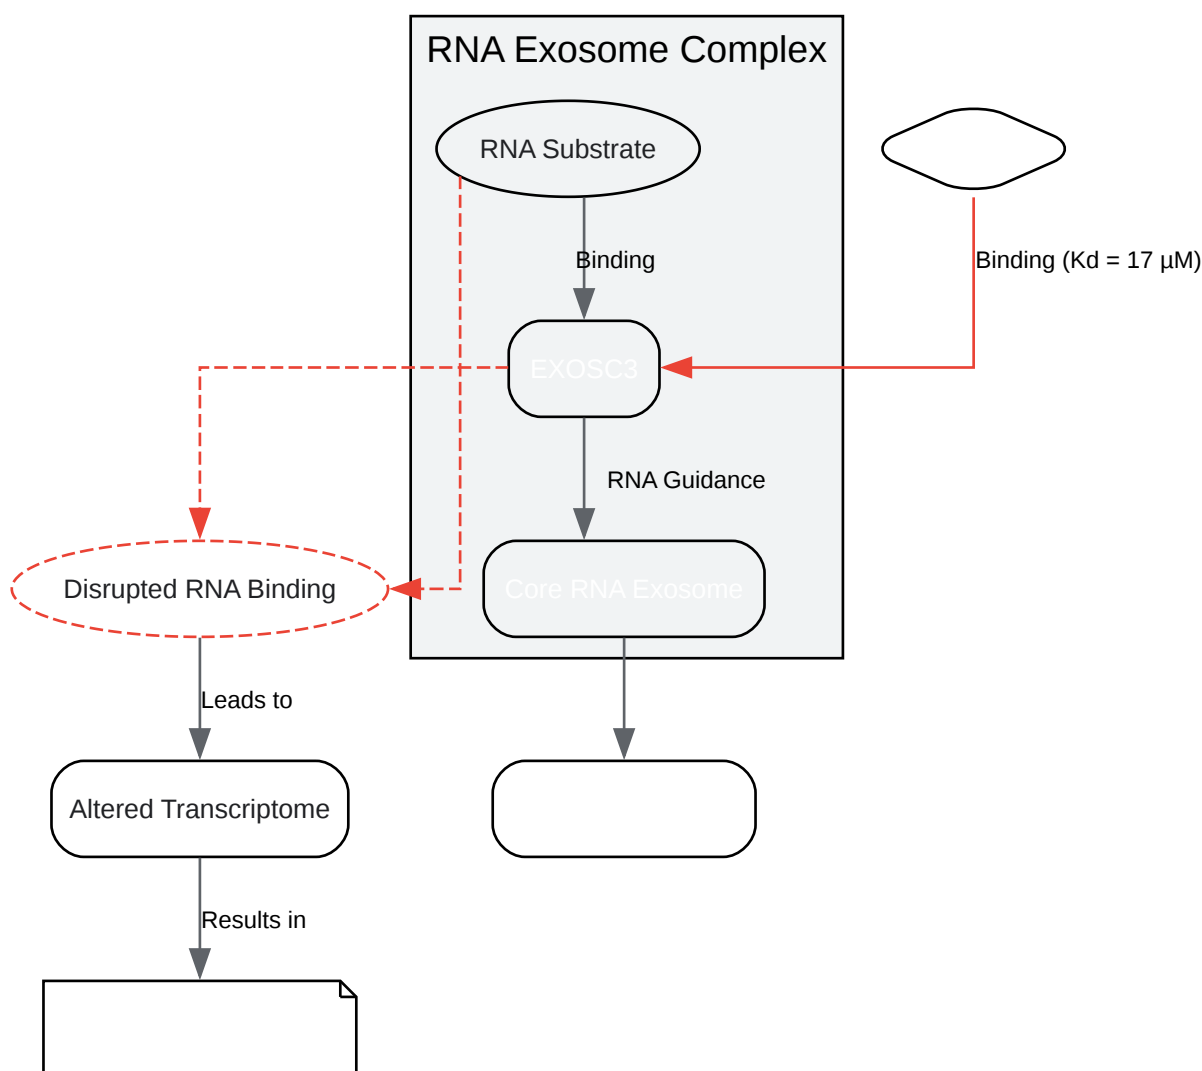 RNA Exosome Complex
RNA Substrate
Binding
Binding (Kd = 17 µM)
EXOSC3
RNA Guidance
Disrupted RNA Binding
Core RNA Exosome
Leads to
Altered Transcriptome
Results in